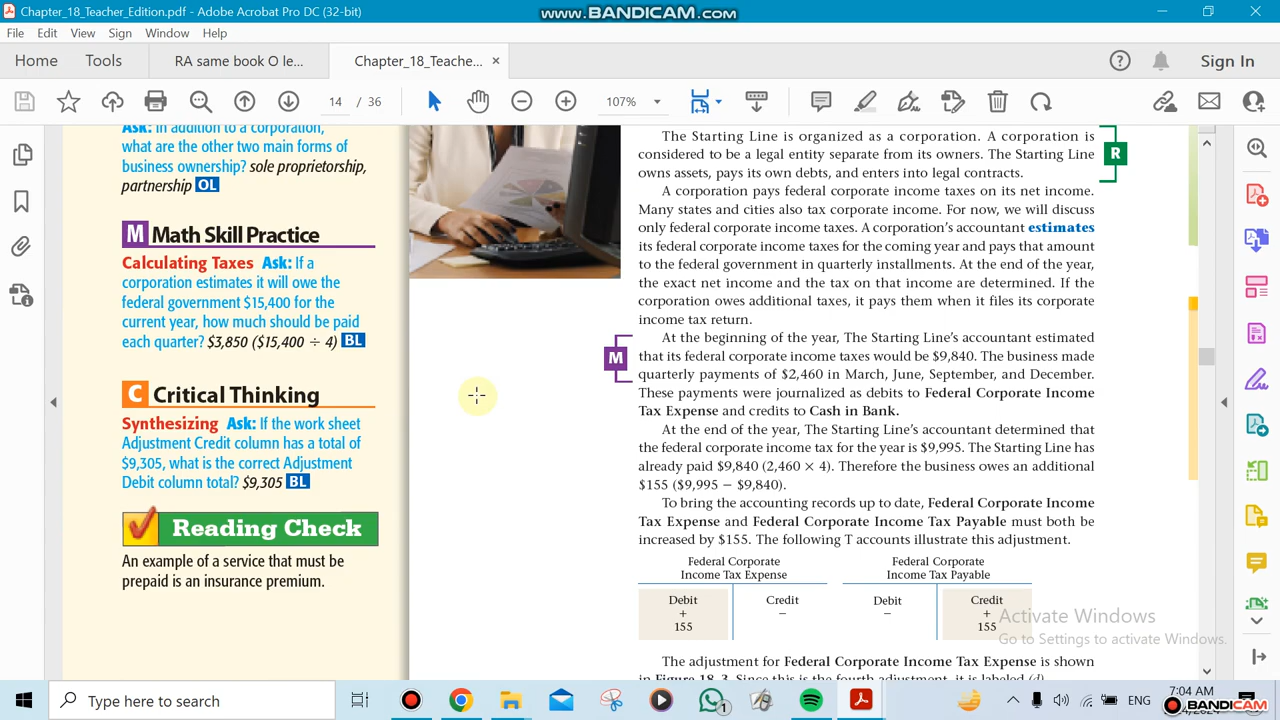 Chapter_18_Teacher_Edition.pdf - Adobe Acrobat Pro DC (32-bit)
www.BANDICAM.com
File Edit View Sign Window Help
Home Tools RA same book O le... Chapter_18_Teache... × Sign In
14 / 36 107%
Ask: In addition to a corporation,
what are the other two main forms of
business ownership? sole proprietorship,
partnership OL
M Math Skill Practice
Calculating Taxes Ask: If a
corporation estimates it will owe the
federal government $15,400 for the
current year, how much should be paid
each quarter? $3,850 ($15,400 ÷ 4) BL
C Critical Thinking
Synthesizing Ask: If the work sheet
Adjustment Credit column has a total of
$9,305, what is the correct Adjustment
Debit column total? $9,305 BL
Reading Check
An example of a service that must be
prepaid is an insurance premium.
The Starting Line is organized as a corporation. A corporation is
considered to be a legal entity separate from its owners. The Starting Line
owns assets, pays its own debts, and enters into legal contracts.
R
A corporation pays federal corporate income taxes on its net income.
Many states and cities also tax corporate income. For now, we will discuss
only federal corporate income taxes. A corporation's accountant estimates
its federal corporate income taxes for the coming year and pays that amount
to the federal government in quarterly installments. At the end of the year,
the exact net income and the tax on that income are determined. If the
corporation owes additional taxes, it pays them when it files its corporate
income tax return.
M
At the beginning of the year, The Starting Line's accountant estimated
that its federal corporate income taxes would be $9,840. The business made
quarterly payments of $2,460 in March, June, September, and December.
These payments were journalized as debits to Federal Corporate Income
Tax Expense and credits to Cash in Bank.
At the end of the year, The Starting Line's accountant determined that
the federal corporate income tax for the year is $9,995. The Starting Line has
already paid $9,840 (2,460 × 4). Therefore the business owes an additional
$155 ($9,995 − $9,840).
To bring the accounting records up to date, Federal Corporate Income
Tax Expense and Federal Corporate Income Tax Payable must both be
increased by $155. The following T accounts illustrate this adjustment.
Federal Corporate Federal Corporate
Income Tax Expense Income Tax Payable
Debit Credit Debit Credit
+ − − +
155 155
Activate Windows
Go to Settings to activate Windows.
The adjustment for Federal Corporate Income Tax Expense is shown
in Figure 18-3. Since this is the fourth adjustment, it is labeled (d).
Type here to search
1
ENG
7:04 AM
BANDICAM